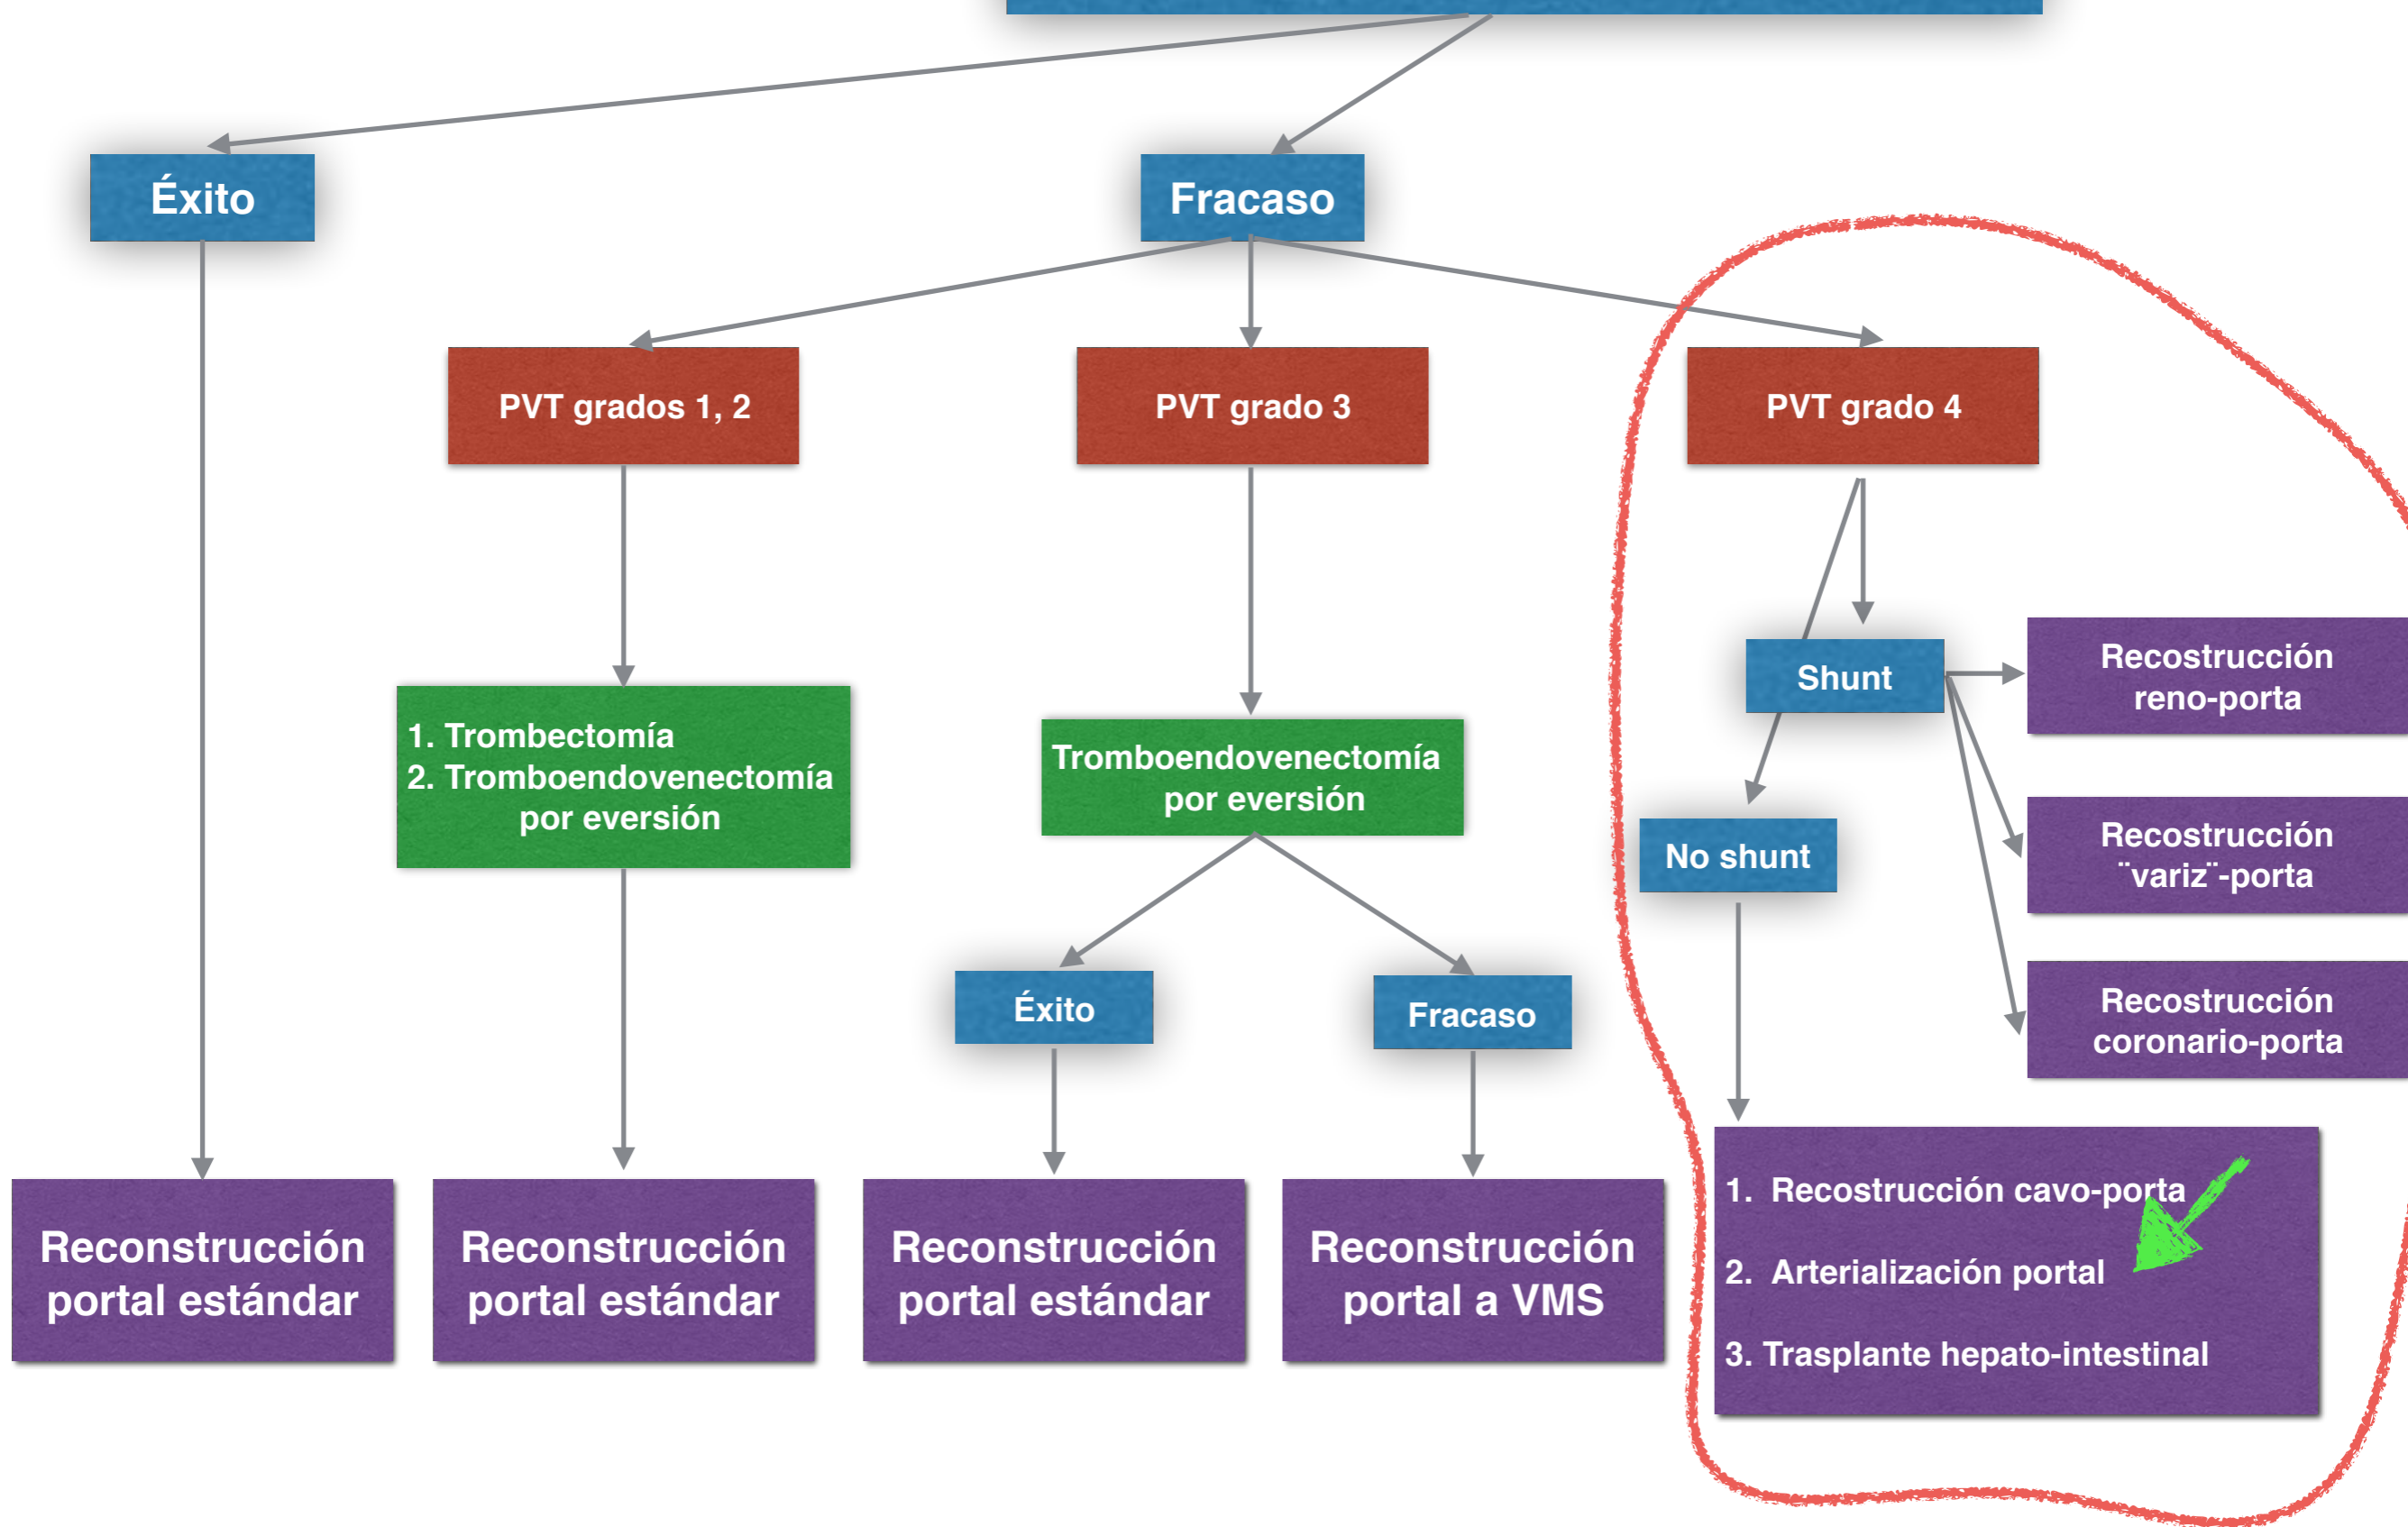 Éxito
Fracaso
PVT grados 1, 2
PVT grado 3
PVT grado 4
Shunt
Recostrucción
reno-porta
1. Trombectomía
2. Tromboendovenectomía
por eversión
Tromboendovenectomía
por eversión
No shunt
Recostrucción
¨variz¨-porta
Éxito
Fracaso
Recostrucción
coronario-porta
Reconstrucción
portal estándar
Reconstrucción
portal estándar
Reconstrucción
portal estándar
Reconstrucción
portal a VMS
1. Recostrucción cavo-porta
2. Arterialización portal
3. Trasplante hepato-intestinal